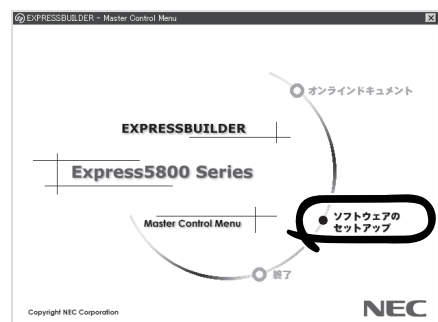 EXPRESSBUILDER - Master Control Menu
オンラインドキュメント
EXPRESSBUILDER
Express5800 Series
ソフトウェアの
セットアップ
Master Control Menu
終了
Copyright NEC Corporation
NEC